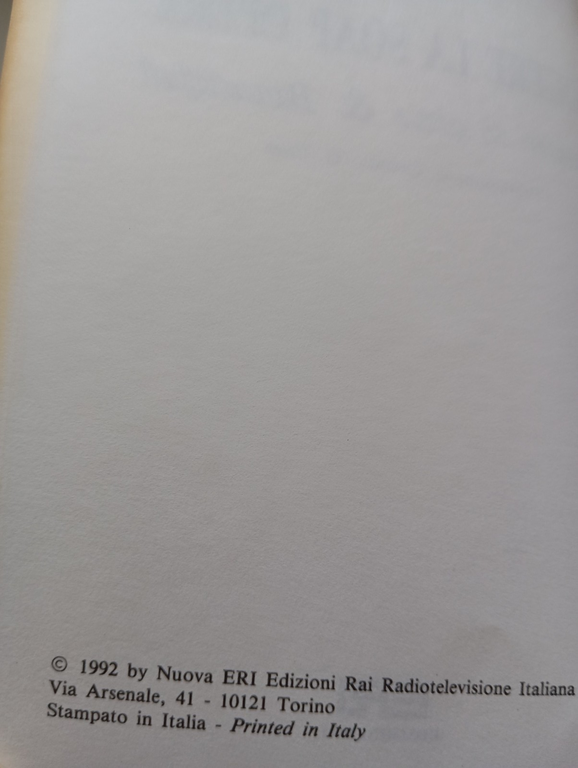 © 1992 by Nuova ERI Edizioni Rai Radiotelevisione Italiana
Via Arsenale, 41 - 10121 Torino
Stampato in Italia - Printed in Italy